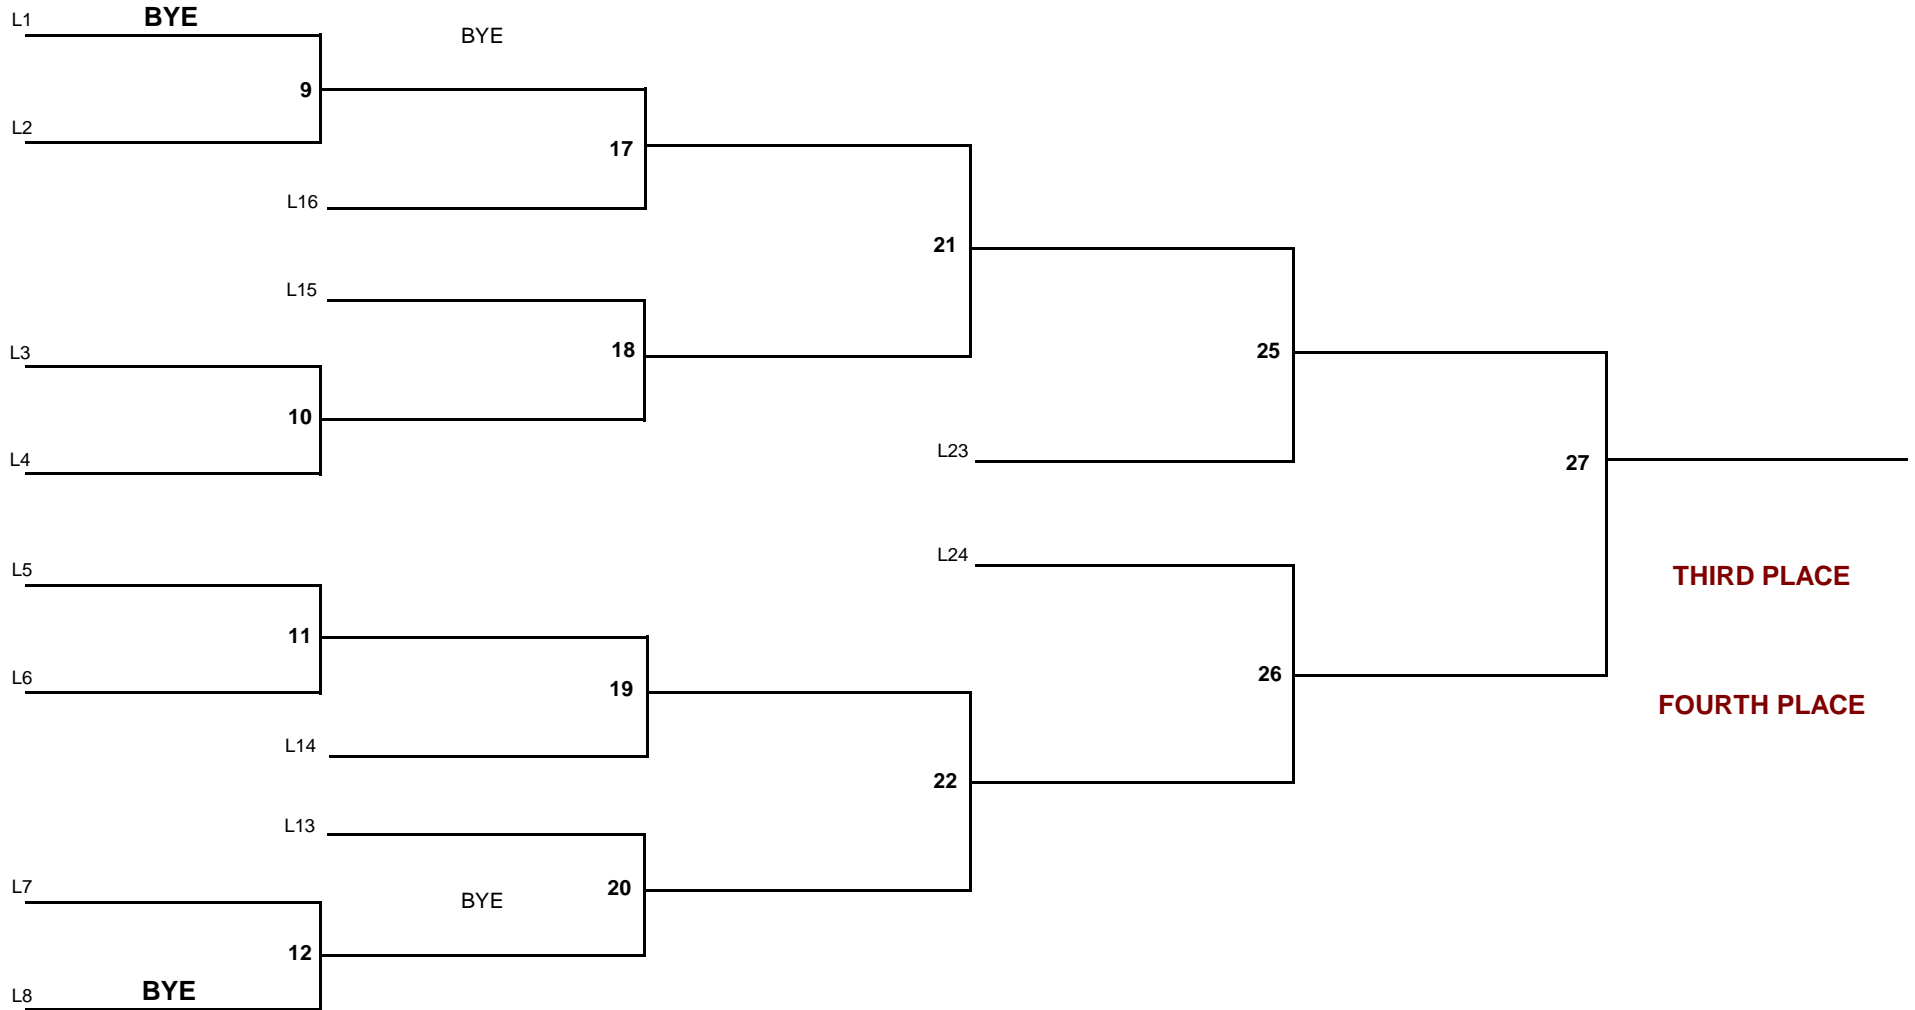 L1 BYE
BYE
9
L2
17
L16
21
L15
L3
18
25
10
L4
L23
27
L24
L5
THIRD PLACE
11
L6
19
26
FOURTH PLACE
L14
22
L13
L7
20
BYE
12
L8 BYE